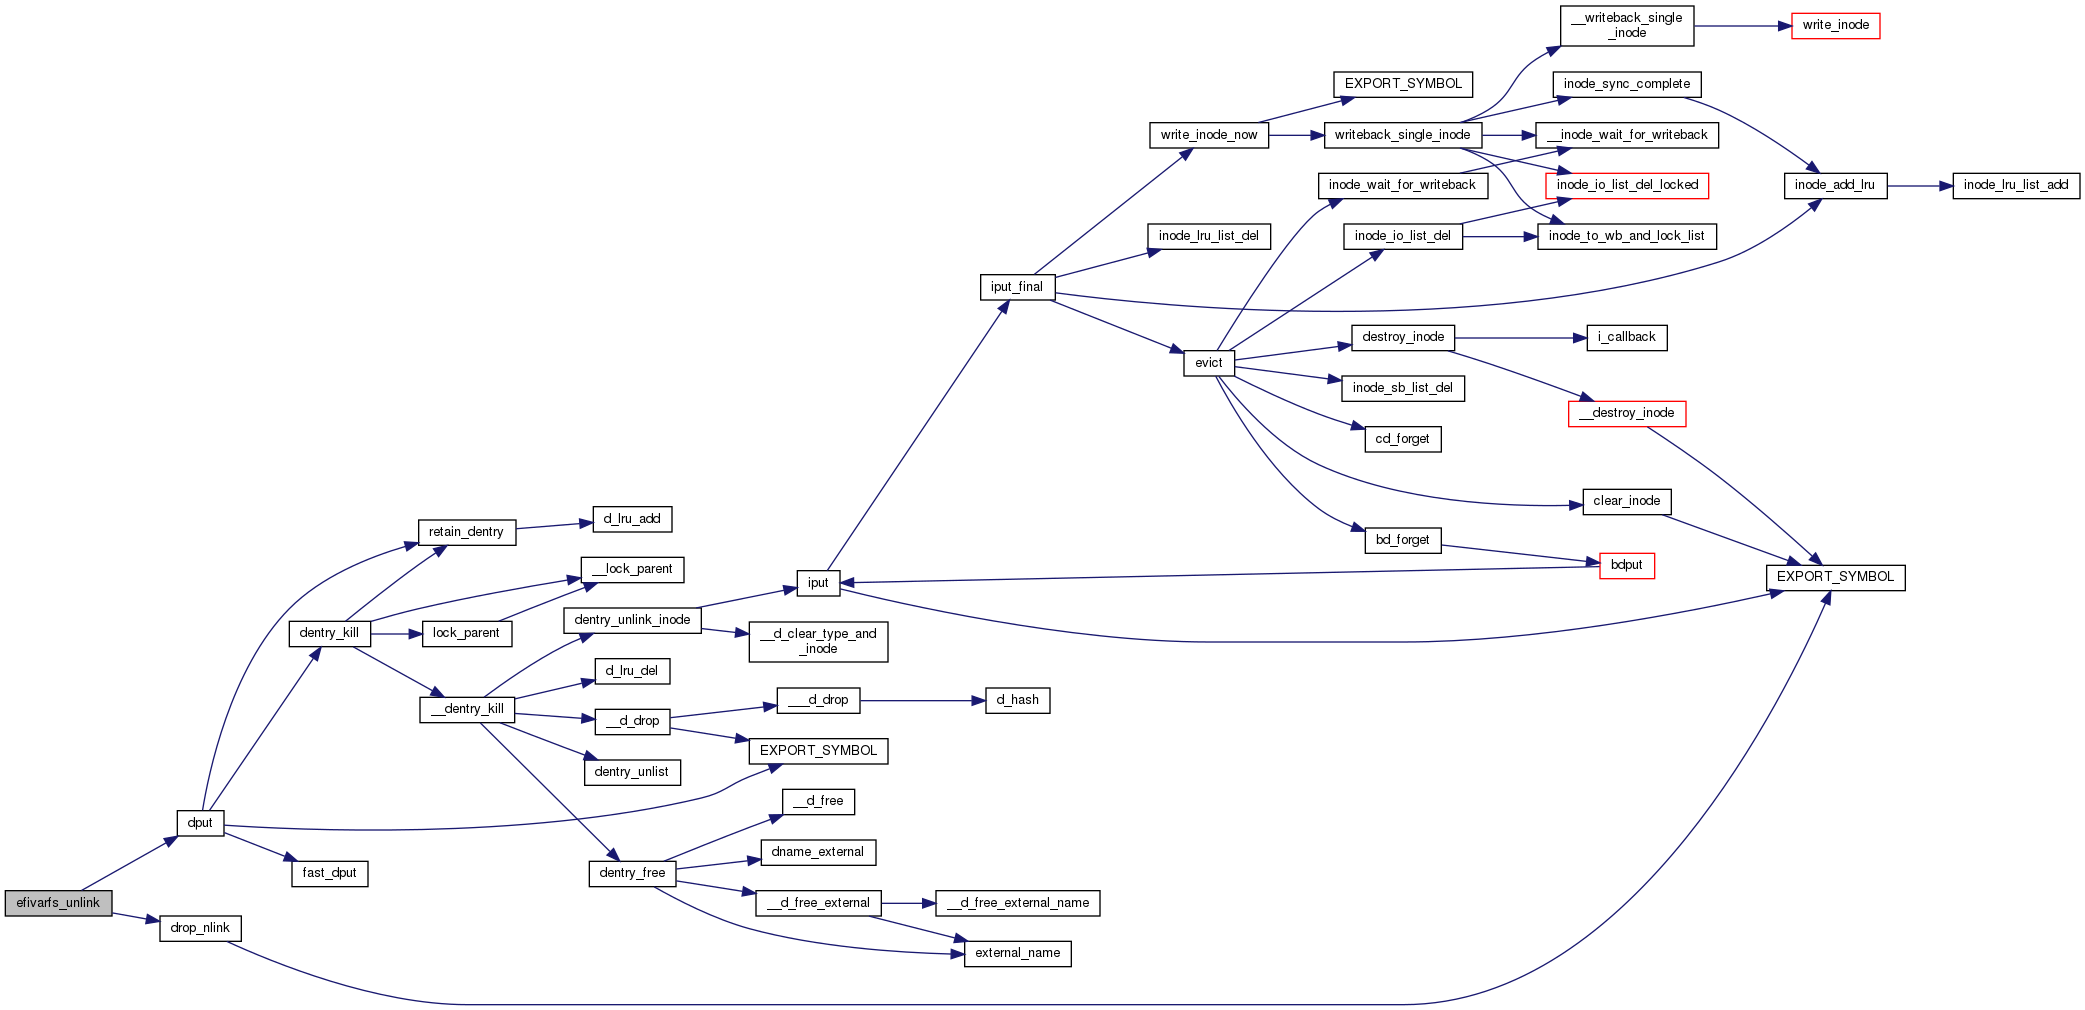 __writeback_single
_inode
write_inode
EXPORT_SYMBOL
inode_sync_complete
write_inode_now
writeback_single_inode
__inode_wait_for_writeback
inode_wait_for_writeback
inode_io_list_del_locked
inode_add_lru
inode_lru_list_add
inode_lru_list_del
inode_io_list_del
inode_to_wb_and_lock_list
iput_final
destroy_inode
i_callback
evict
inode_sb_list_del
__destroy_inode
cd_forget
clear_inode
d_lru_add
retain_dentry
bd_forget
__lock_parent
iput
bdput
EXPORT_SYMBOL
dentry_unlink_inode
dentry_kill
lock_parent
__d_clear_type_and
_inode
d_lru_del
__dentry_kill
___d_drop
d_hash
__d_drop
EXPORT_SYMBOL
dentry_unlist
__d_free
dput
dname_external
fast_dput
dentry_free
efivarfs_unlink
__d_free_external
__d_free_external_name
drop_nlink
external_name